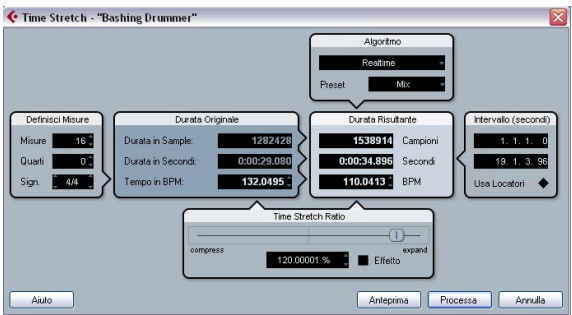 Time Stretch - "Bashing Drummer"
Algoritmo
Realtime
Preset Mix
Definisci Misure
Misure 16
Quarti 0
Sign. 4/4
Durata Originale
Durata in Sample: 1282428
Durata in Secondi: 0:00:29.080
Tempo in BPM: 132.0495
Durata Risultante
1538914 Campioni
0:00:34.896 Secondi
110.0413 BPM
Intervallo (secondi)
1. 1. 1. 0
19. 1. 3. 96
Usa Locatori
Time Stretch Ratio
compress expand
120.00001 % Effetto
Aiuto Anteprima Processa Annulla